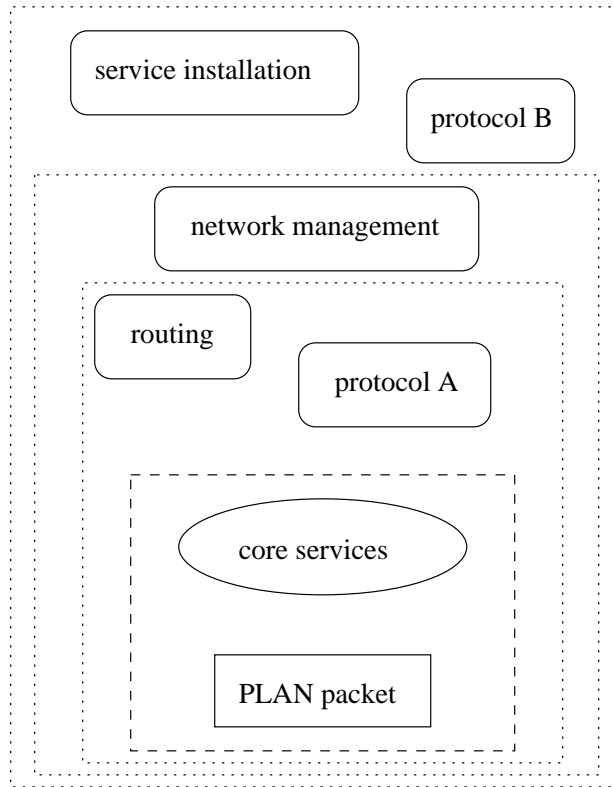 service installation
protocol B
network management
routing
protocol A
core services
PLAN packet